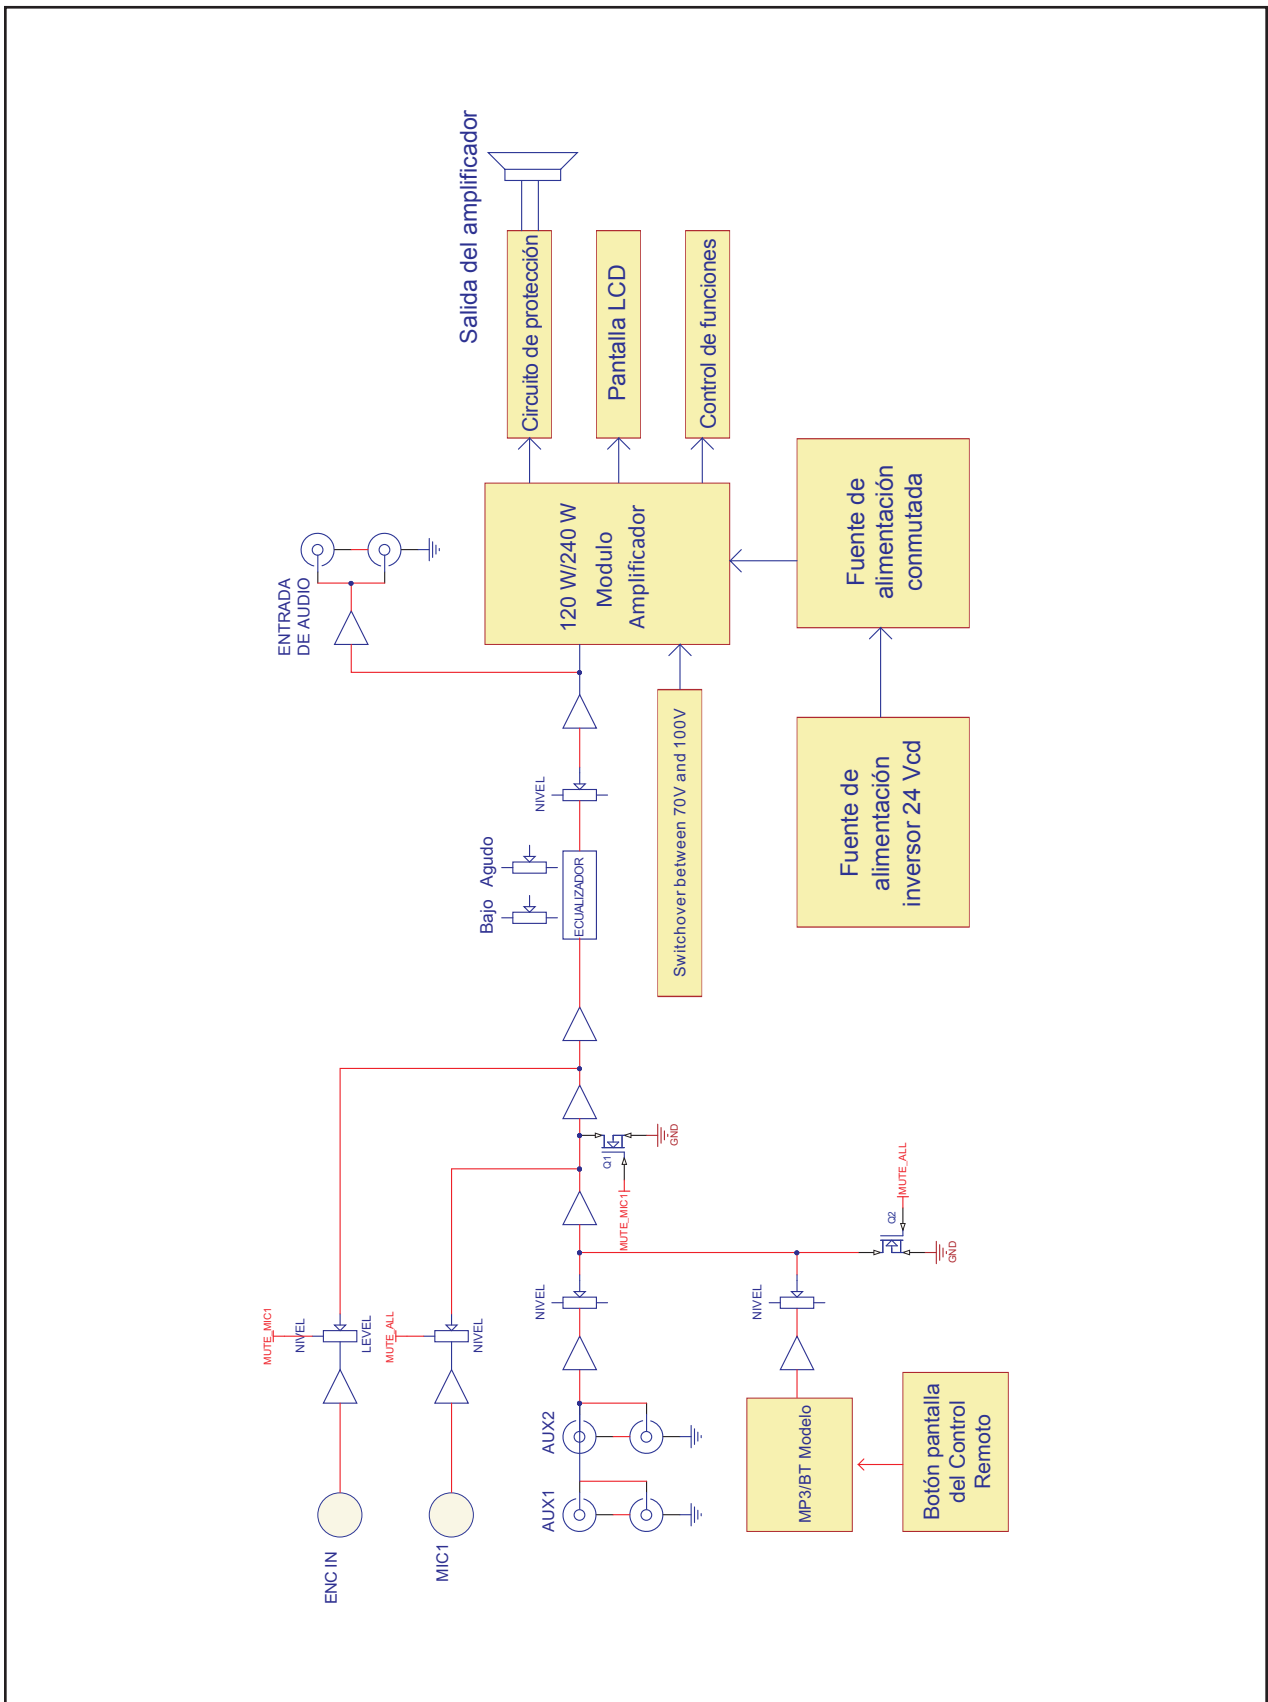 ENC IN
MUTE_MIC1
NIVEL
LEVEL
MIC1
MUTE_ALL
NIVEL
AUX1
AUX2
NIVEL
MP3/BT Modelo
NIVEL
Botón pantalla
del Control
Remoto
MUTE_MIC1
Q1
GND
Q2
MUTE_ALL
GND
Bajo
Agudo
ECUALIZADOR
NIVEL
ENTRADA
DE AUDIO
Switchover between 70V and 100V
120 W/240 W
Modulo
Amplificador
Salida del amplificador
Circuito de protección
Pantalla LCD
Control de funciones
Fuente de
alimentación
inversor 24 Vcd
Fuente de
alimentación
conmutada